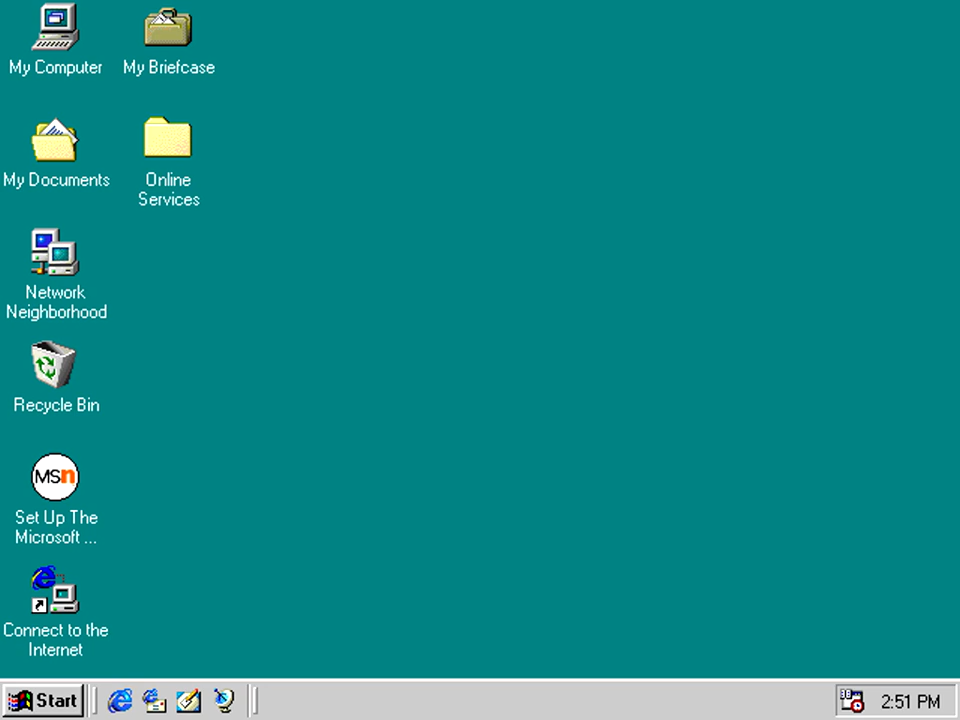 My Computer
My Briefcase
My Documents
Online
Services
Network
Neighborhood
Recycle Bin
msn
Set Up The
Microsoft ...
Connect to the
Internet
Start
2:51 PM